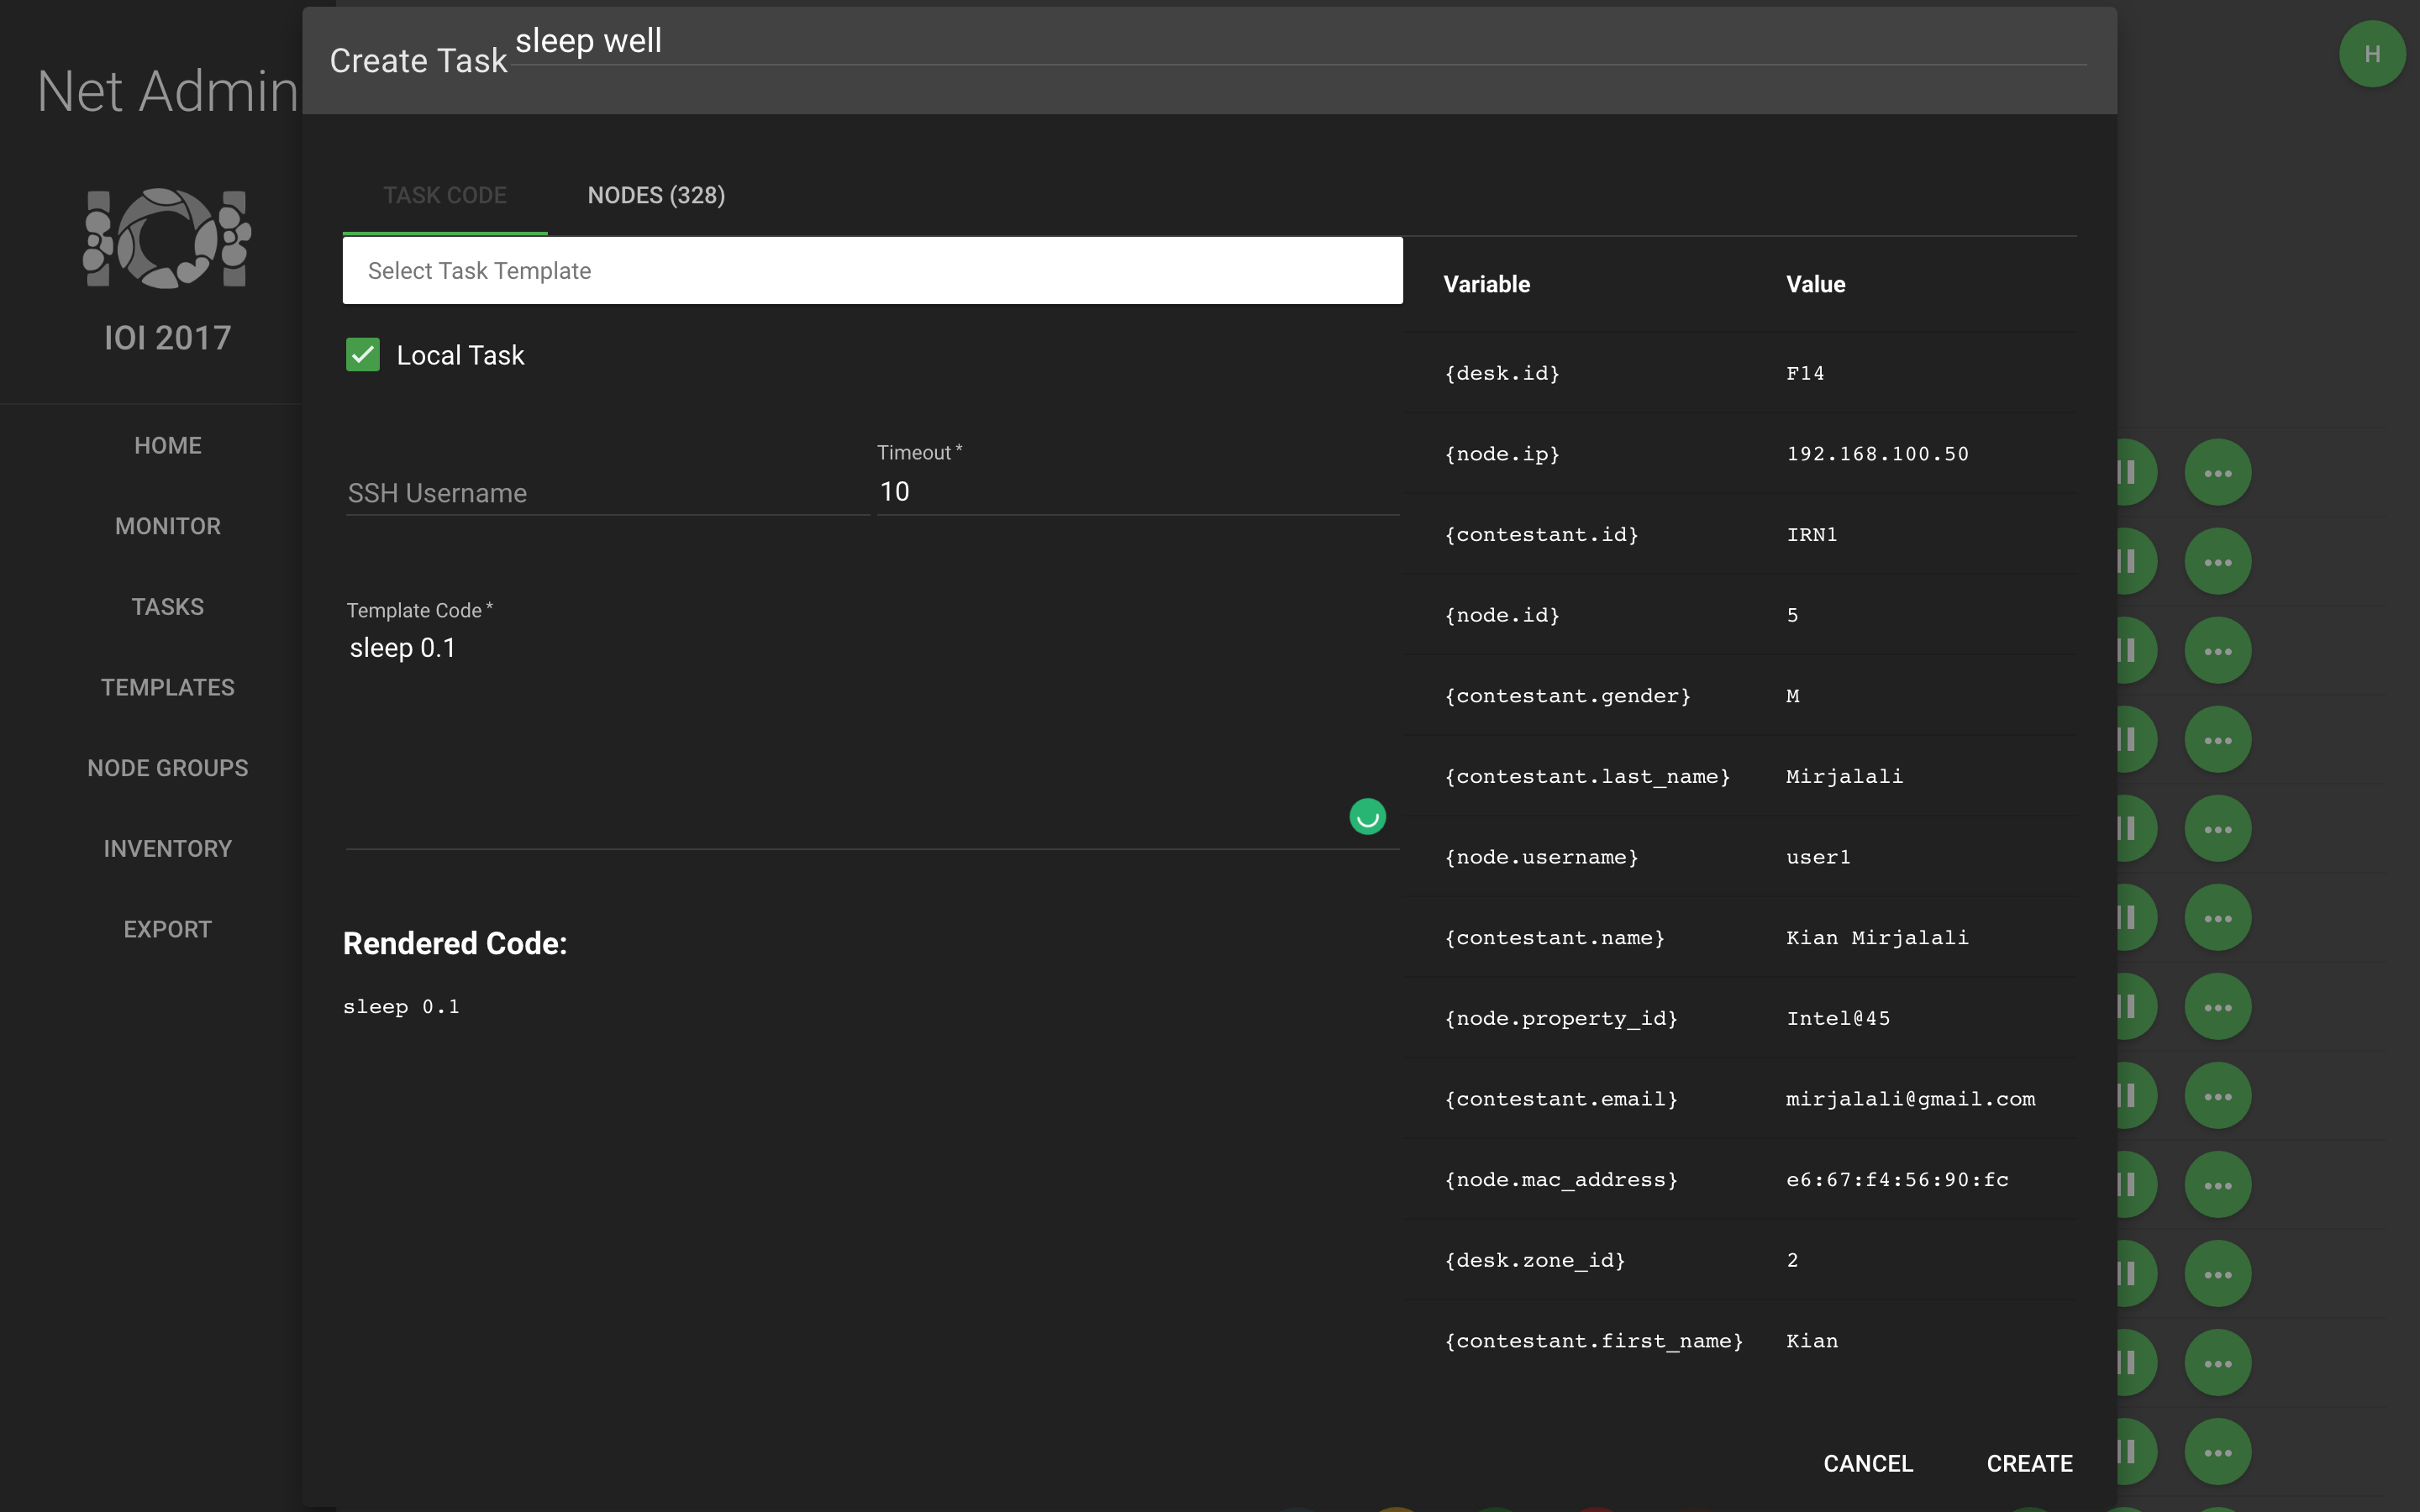 Create Task sleep well
H
Net Admin
IOI 2017
HOME
MONITOR
TASKS
TEMPLATES
NODE GROUPS
INVENTORY
EXPORT
TASK CODE NODES (328)
Select Task Template
Local Task
Timeout *
SSH Username 10
Template Code *
sleep 0.1
Rendered Code:
sleep 0.1
Variable Value
{desk.id} F14
{node.ip} 192.168.100.50
{contestant.id} IRN1
{node.id} 5
{contestant.gender} M
{contestant.last_name} Mirjalali
{node.username} user1
{contestant.name} Kian Mirjalali
{node.property_id} Intel@45
{contestant.email} mirjalali@gmail.com
{node.mac_address} e6:67:f4:56:90:fc
{desk.zone_id} 2
{contestant.first_name} Kian
CANCEL CREATE